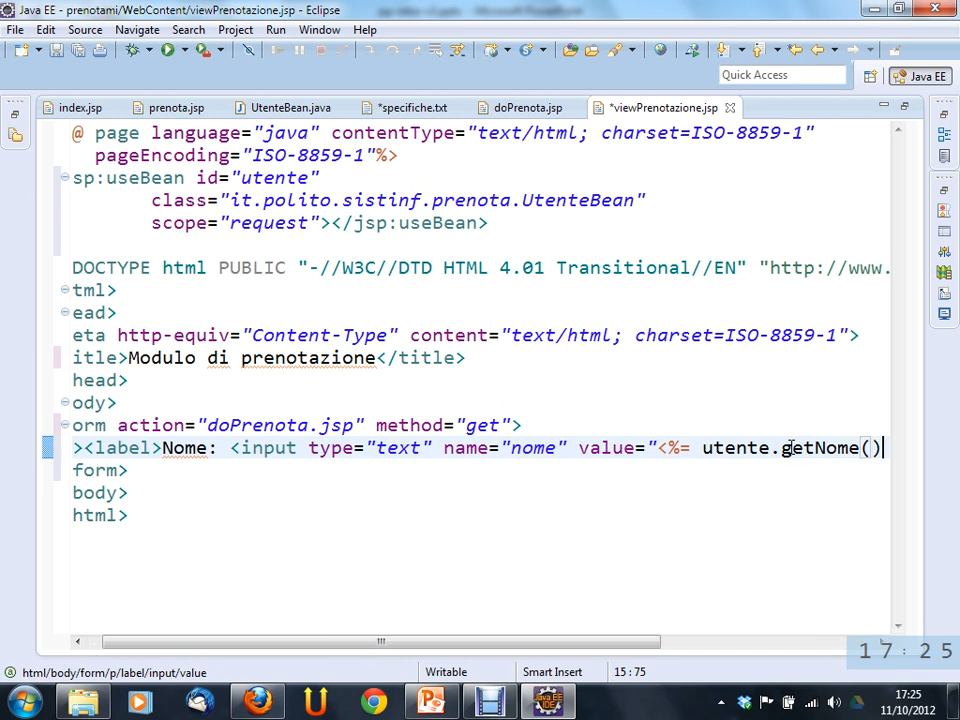 Java EE - prenotami/WebContent/viewPrenotazione.jsp - Eclipse
File Edit Source Navigate Search Project Run Window Help
Quick Access
Java EE
index.jsp prenota.jsp UtenteBean.java *specifiche.txt doPrenota.jsp *viewPrenotazione.jsp
@ page language="java" contentType="text/html; charset=ISO-8859-1"
pageEncoding="ISO-8859-1"%>
sp:useBean id="utente"
class="it.polito.sistinf.prenota.UtenteBean"
scope="request"></jsp:useBean>
DOCTYPE html PUBLIC "-//W3C//DTD HTML 4.01 Transitional//EN" "http://www.
tml>
ead>
eta http-equiv="Content-Type" content="text/html; charset=ISO-8859-1">
itle>Modulo di prenotazione</title>
head>
ody>
orm action="doPrenota.jsp" method="get">
><label>Nome: <input type="text" name="nome" value="<%= utente.getNome()
form>
body>
html>
17:25
html/body/form/p/label/input/value
Writable
Smart Insert
15 : 75
17:25
11/10/2012